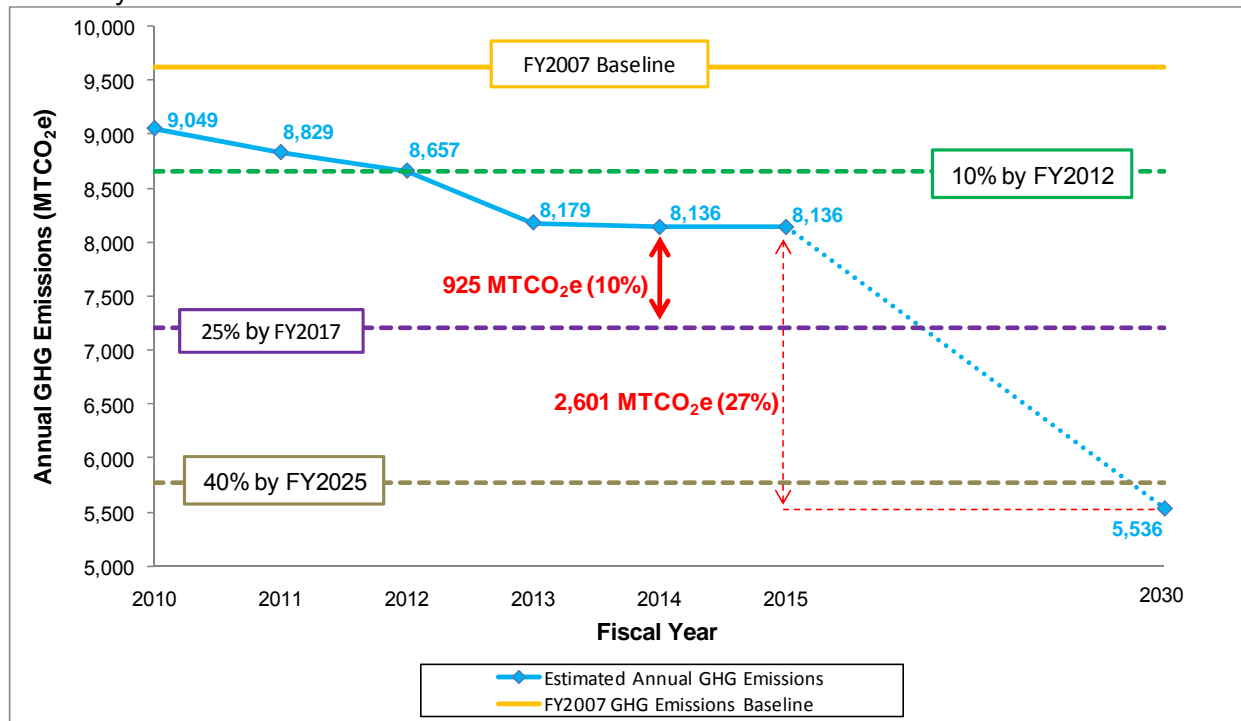 10,000
9,500
9,000
8,500
8,000
7,500
7,000
6,500
6,000
5,500
5,000
Annual GHG Emissions (MTCO₂e)
FY2007 Baseline
9,049
8,829
8,657
10% by FY2012
8,179
8,136
8,136
925 MTCO₂e (10%)
25% by FY2017
2,601 MTCO₂e (27%)
40% by FY2025
5,536
2010 2011 2012 2013 2014 2015 2030
Fiscal Year
Estimated Annual GHG Emissions
FY2007 GHG Emissions Baseline